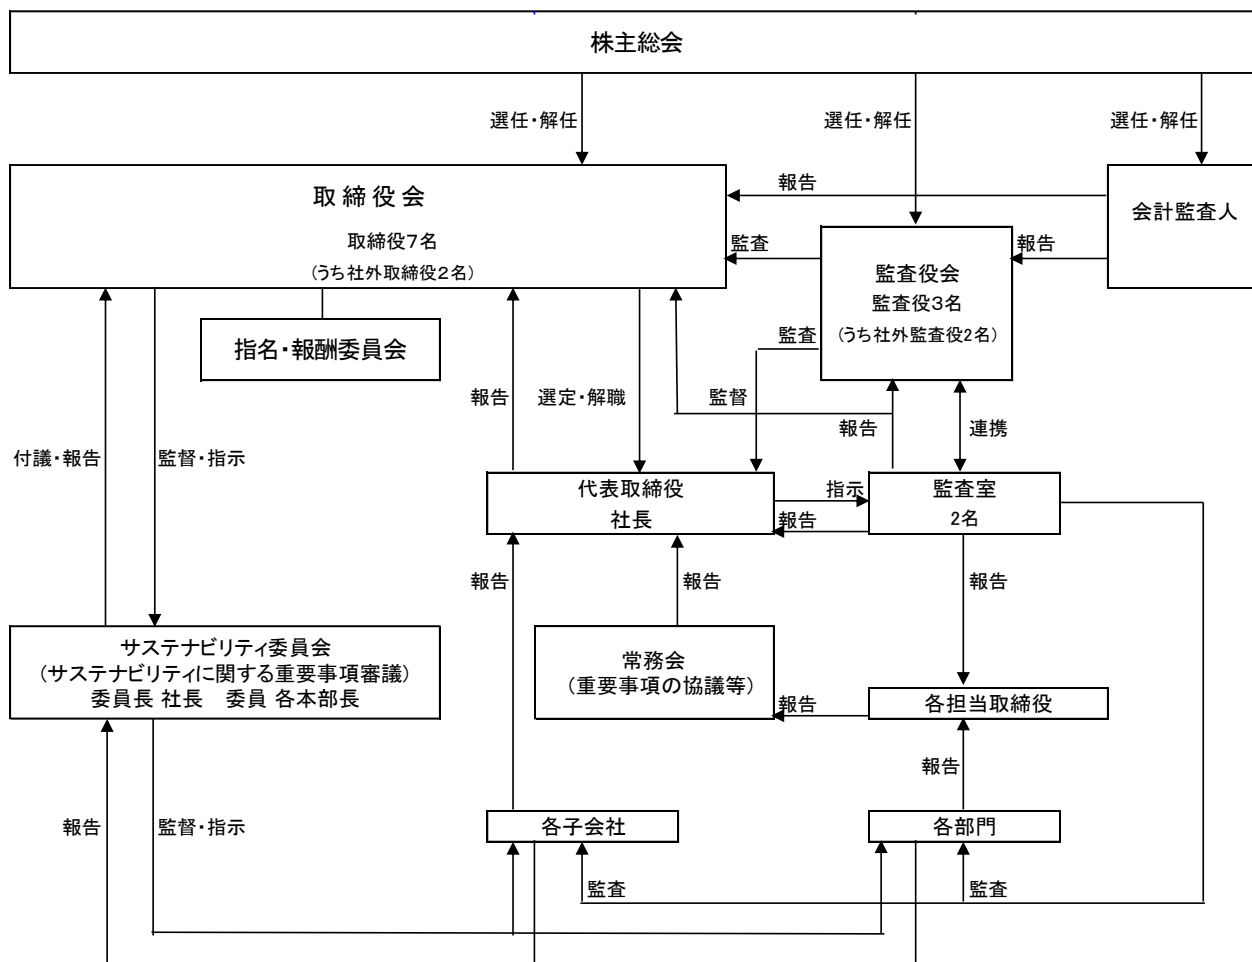 株主総会
選任・解任
選任・解任
選任・解任
取締役会
取締役7名
(うち社外取締役2名)
報告
会計監査人
監査
報告
監査役会
監査役3名
(うち社外監査役2名)
指名・報酬委員会
監査
報告
選定・解職
監督
報告
連携
付議・報告
監督・指示
代表取締役
社長
指示
報告
監査室
2名
報告
報告
報告
サステナビリティ委員会
(サステナビリティに関する重要事項審議)
委員長 社長　委員 各本部長
常務会
(重要事項の協議等)
報告
各担当取締役
報告
報告
監督・指示
各子会社
各部門
監査
監査